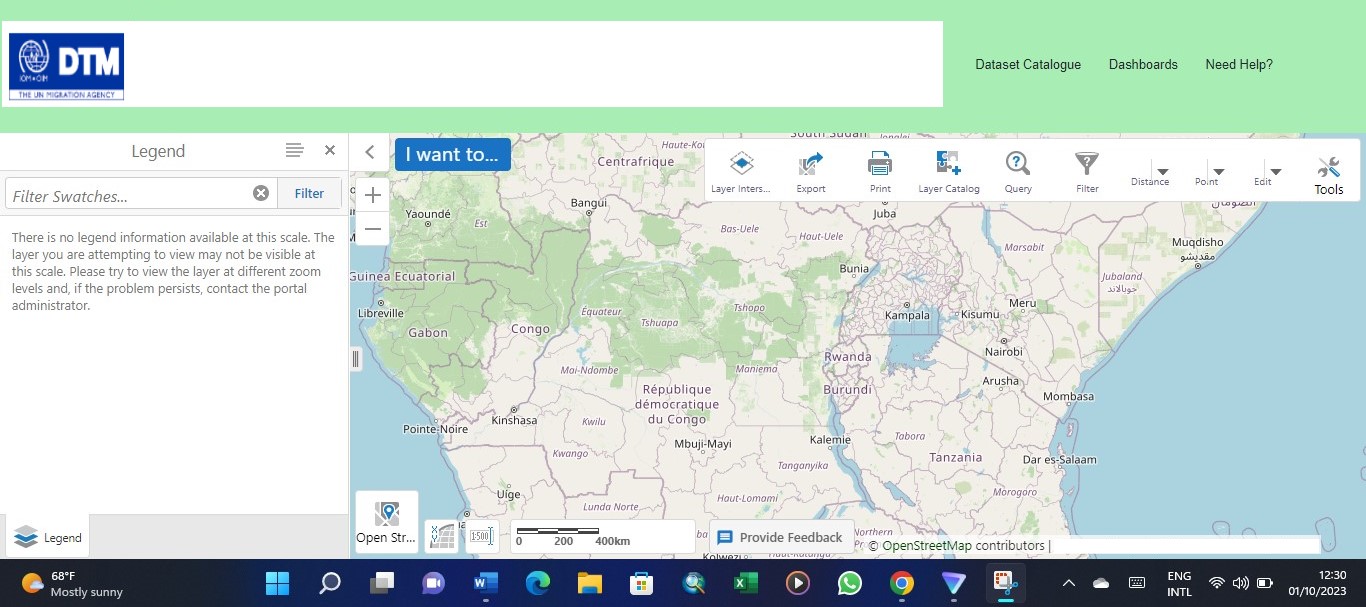 DTM
IOM•OIM
THE UN MIGRATION AGENCY
Dataset Catalogue
Dashboards
Need Help?
Legend
Filter Swatches...
Filter
There is no legend information available at this scale. The
layer you are attempting to view may not be visible at
this scale. Please try to view the layer at different zoom
levels and, if the problem persists, contact the portal
administrator.
Legend
I want to...
Layer Inters...
Export
Print
Layer Catalog
Query
Filter
Distance
Point
Edit
Tools
South Sudan
Jonglei
Haute-Ko
Centrafrique
Bangui
Yaoundé
Est
Juba
Bas-Uele
Haut-Uele
Marsabit
Muqdisho
مقديشو
Jubaland
جوبالاند
الصومال
Guinea Ecuatorial
Bunia
Libreville
Gabon
Congo
Équateur
Tshuapa
Tshopo
Kampala
Kisumu
Meru
Nairobi
Mai-Ndombe
Maniema
Rwanda
Burundi
République
démocratique
du Congo
Arusha
Mombasa
Pointe-Noire
Kinshasa
Kwilu
Kwango
Mbuji-Mayi
Kalemie
Tabora
Tanzania
Dar es-Salaam
Tanganyika
Morogoro
Uíge
Lunda Norte
Haut-Lomami
Northern
Kolwezi
Open Str...
1:500
0 200 400km
Provide Feedback
© OpenStreetMap contributors |
68°F
Mostly sunny
ENG
INTL
12:30
01/10/2023